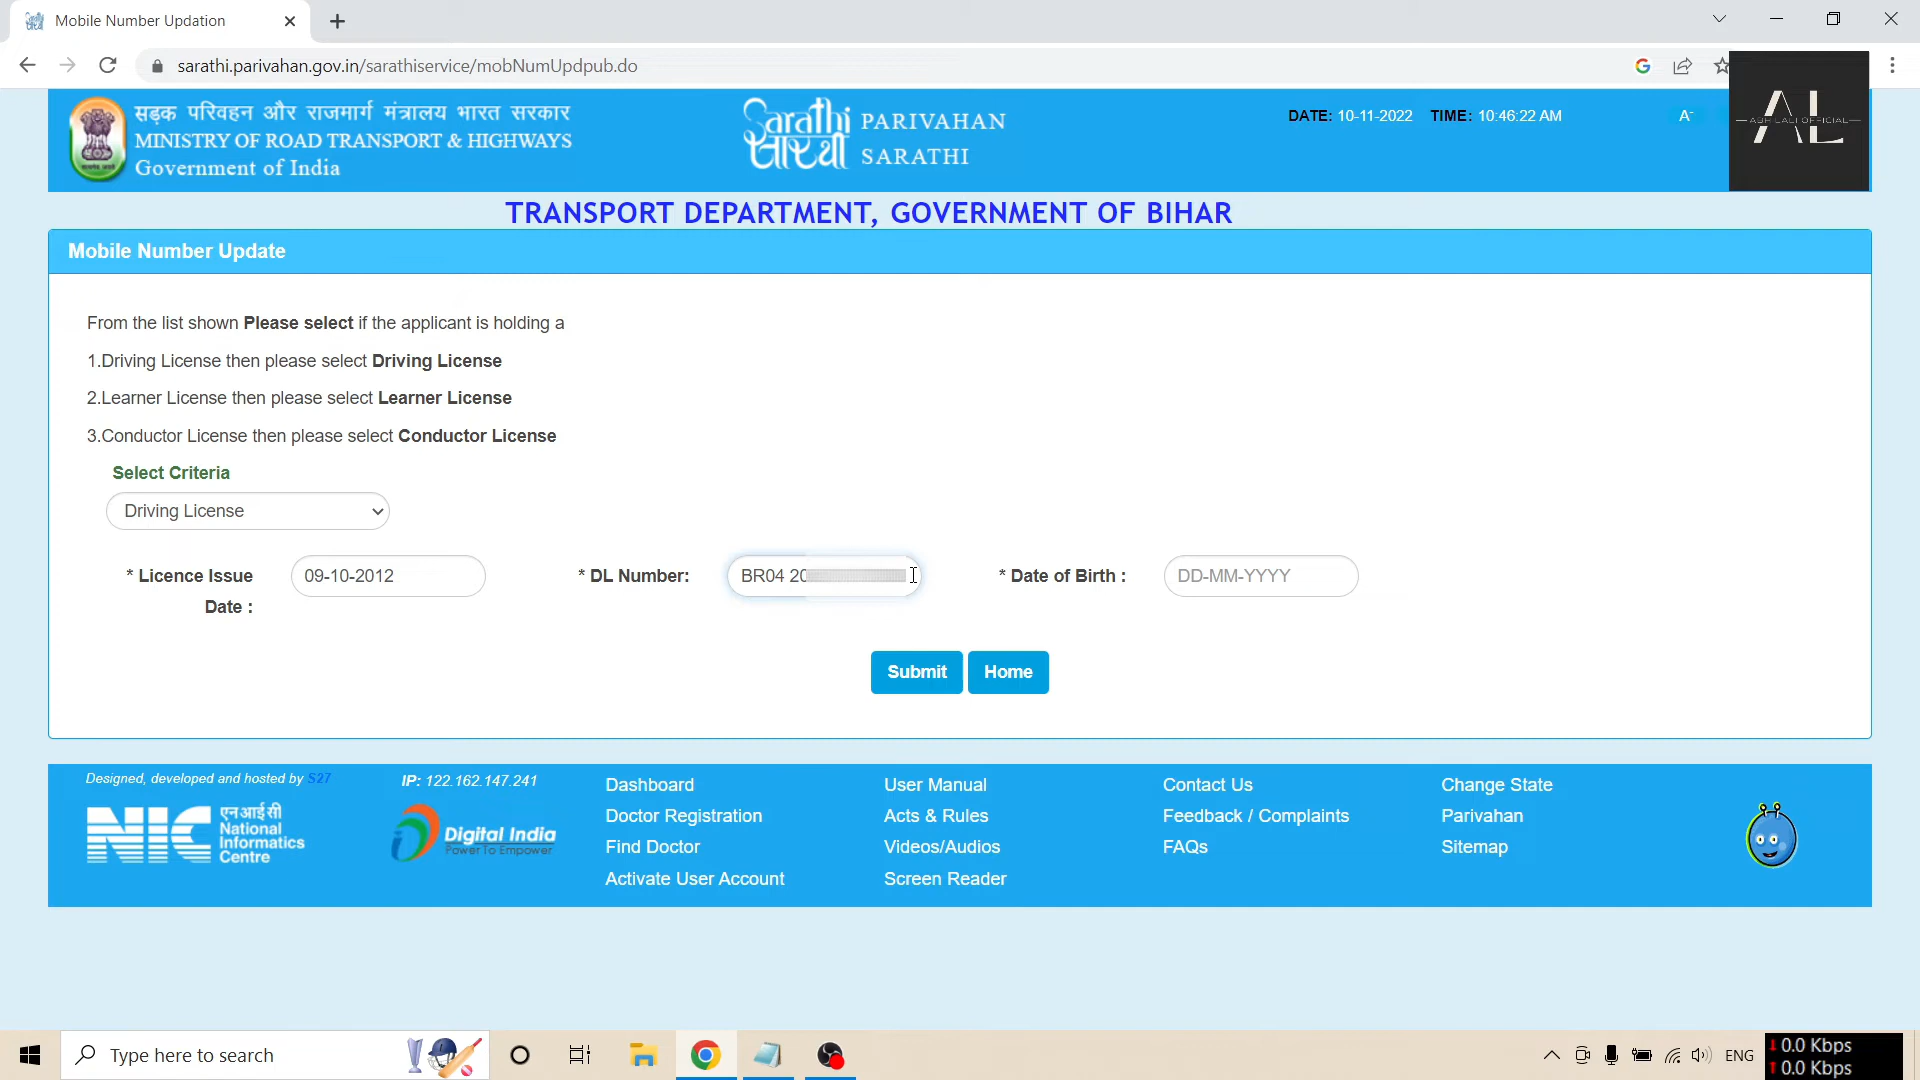 Mobile Number Updation
sarathi.parivahan.gov.in/sarathiservice/mobNumUpdpub.do
सड़क परिवहन और राजमार्ग मंत्रालय भारत सरकार
MINISTRY OF ROAD TRANSPORT & HIGHWAYS
Government of India
Sarathi
सारथी
PARIVAHAN
SARATHI
DATE: 10-11-2022 TIME: 10:46:22 AM
A-
AL
TRANSPORT DEPARTMENT, GOVERNMENT OF BIHAR
Mobile Number Update
From the list shown Please select if the applicant is holding a
1.Driving License then please select Driving License
2.Learner License then please select Learner License
3.Conductor License then please select Conductor License
Select Criteria
Driving License
* Licence Issue Date : 09-10-2012 * DL Number: BR04 20 * Date of Birth : DD-MM-YYYY
Submit Home
Designed, developed and hosted by S27
IP: 122.162.147.241
NIC एनआईसी
National
Informatics
Centre
Digital India
Power To Empower
Dashboard User Manual Contact Us Change State
Doctor Registration Acts & Rules Feedback / Complaints Parivahan
Find Doctor Videos/Audios FAQs Sitemap
Activate User Account Screen Reader
Type here to search
ENG
0.0 Kbps
0.0 Kbps